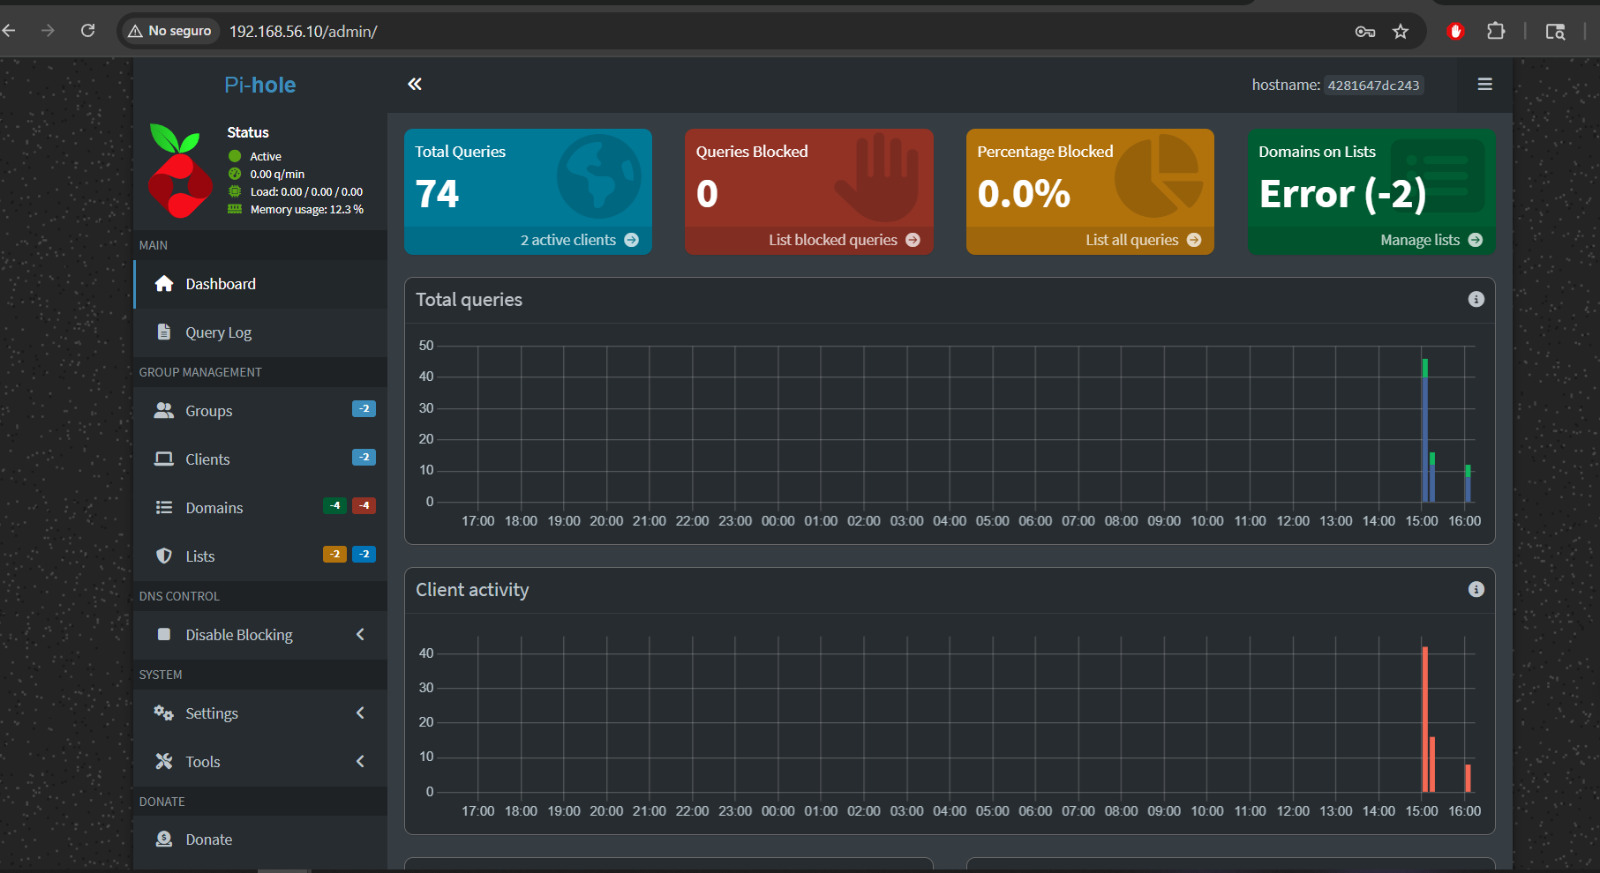 No seguro 192.168.56.10/admin/
Pi-hole
hostname: 4281647dc243
Status
Active
0.00 q/min
Load: 0.00 / 0.00 / 0.00
Memory usage: 12.3 %
MAIN
Dashboard
Query Log
GROUP MANAGEMENT
Groups -2
Clients -2
Domains -4 -4
Lists -2 -2
DNS CONTROL
Disable Blocking
SYSTEM
Settings
Tools
DONATE
Donate
Total Queries
74
2 active clients
Queries Blocked
0
List blocked queries
Percentage Blocked
0.0%
List all queries
Domains on Lists
Error (-2)
Manage lists
Total queries
50
40
30
20
10
0
17:00 18:00 19:00 20:00 21:00 22:00 23:00 00:00 01:00 02:00 03:00 04:00 05:00 06:00 07:00 08:00 09:00 10:00 11:00 12:00 13:00 14:00 15:00 16:00
Client activity
40
30
20
10
0
17:00 18:00 19:00 20:00 21:00 22:00 23:00 00:00 01:00 02:00 03:00 04:00 05:00 06:00 07:00 08:00 09:00 10:00 11:00 12:00 13:00 14:00 15:00 16:00